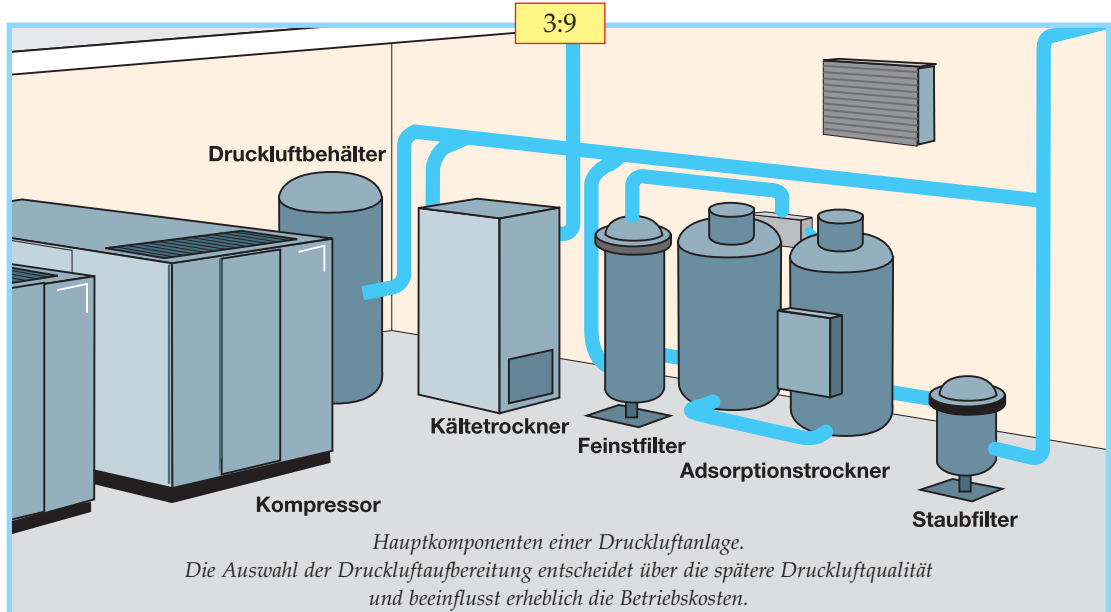 3:9
Druckluftbehälter
Kältetrockner
Feinstfilter
Adsorptionstrockner
Kompressor
Staubfilter
Hauptkomponenten einer Druckluftanlage.
Die Auswahl der Druckluftaufbereitung entscheidet über die spätere Druckluftqualität
und beeinflusst erheblich die Betriebskosten.